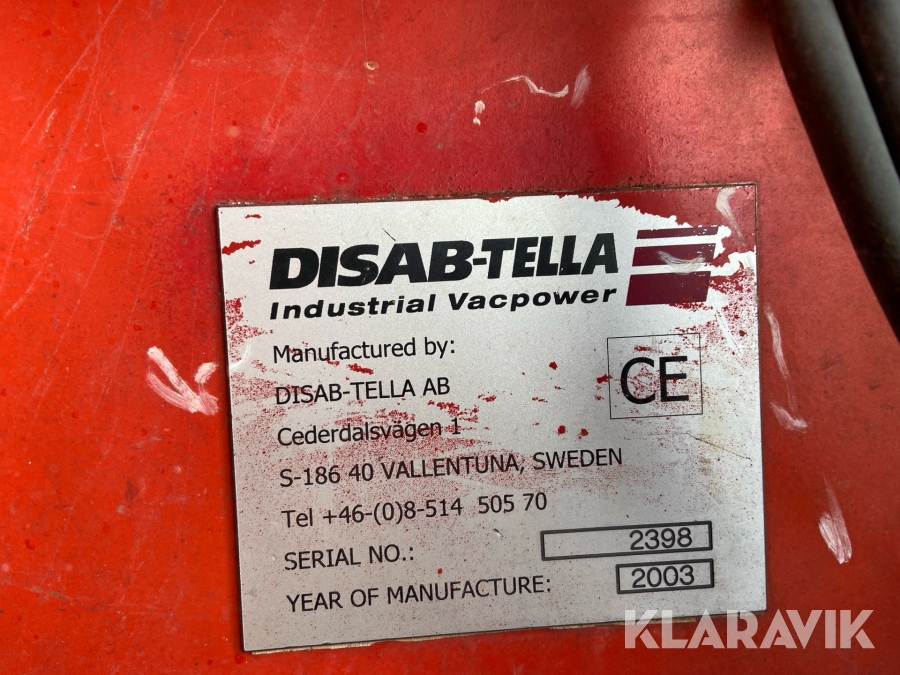 DISAB-TELLA
Industrial Vacpower
Manufactured by:
DISAB-TELLA AB
CE
Cederdalsvägen 1
S-186 40 VALLENTUNA, SWEDEN
Tel +46-(0)8-514 505 70
SERIAL NO.: 2398
YEAR OF MANUFACTURE: 2003
KLARAVIK